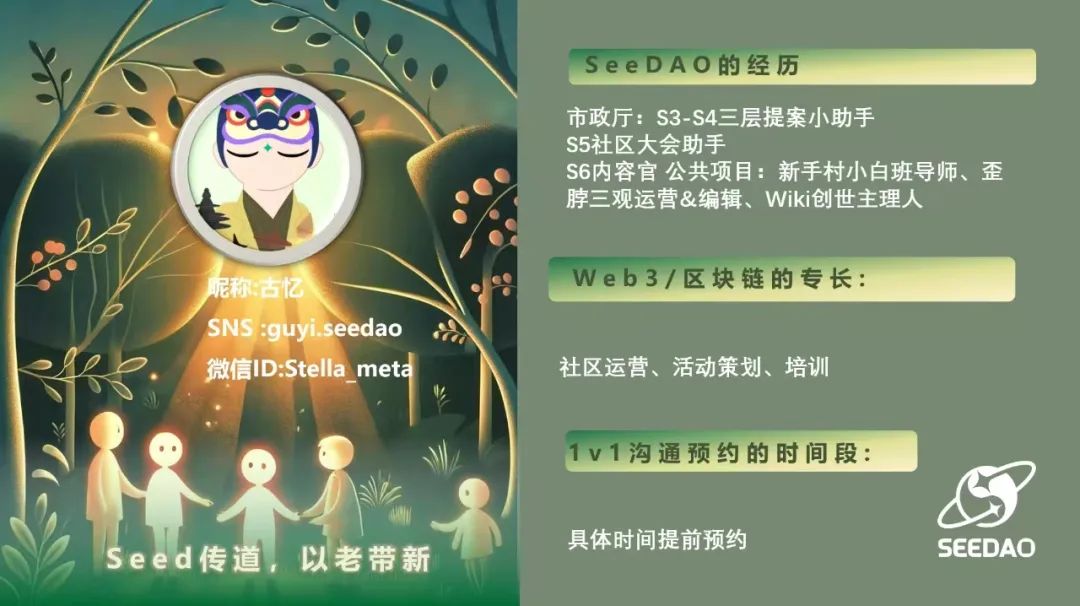 昵称:古忆
SNS :guyi.seedao
微信ID:Stella_meta
Seed传道，以老带新
SeeDAO的经历
市政厅：S3-S4三层提案小助手
S5社区大会助手
S6内容官 公共项目：新手村小白班导师、歪
脖三观运营&编辑、Wiki创世主理人
Web3/区块链的专长：
社区运营、活动策划、培训
1v1沟通预约的时间段：
具体时间提前预约
SEEDAO